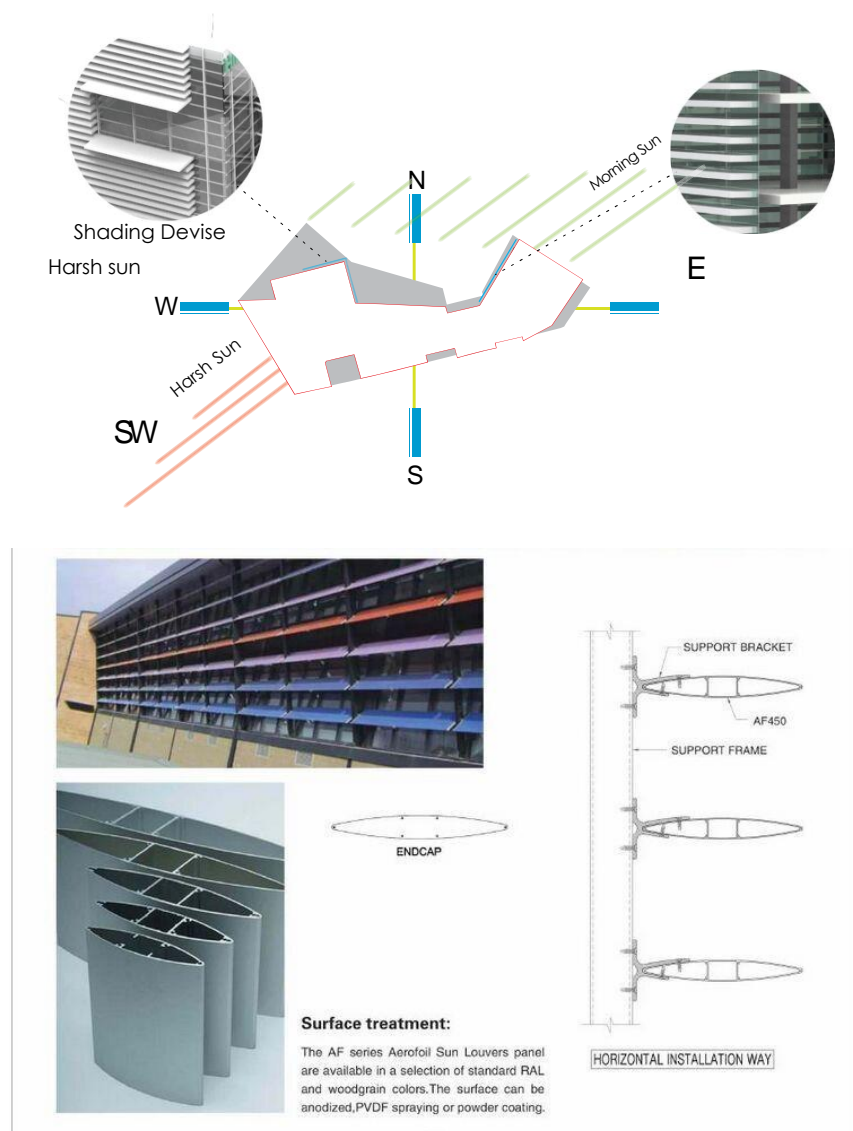 N
Morning Sun
Shading Devise
Harsh sun
E
W
Harsh Sun
SW
S
SUPPORT BRACKET
AF450
SUPPORT FRAME
ENDCAP
Surface treatment:
The AF series Aerofoil Sun Louvers panel
are available in a selection of standard RAL
and woodgrain colors.The surface can be
anodized,PVDF spraying or powder coating.
HORIZONTAL INSTALLATION WAY